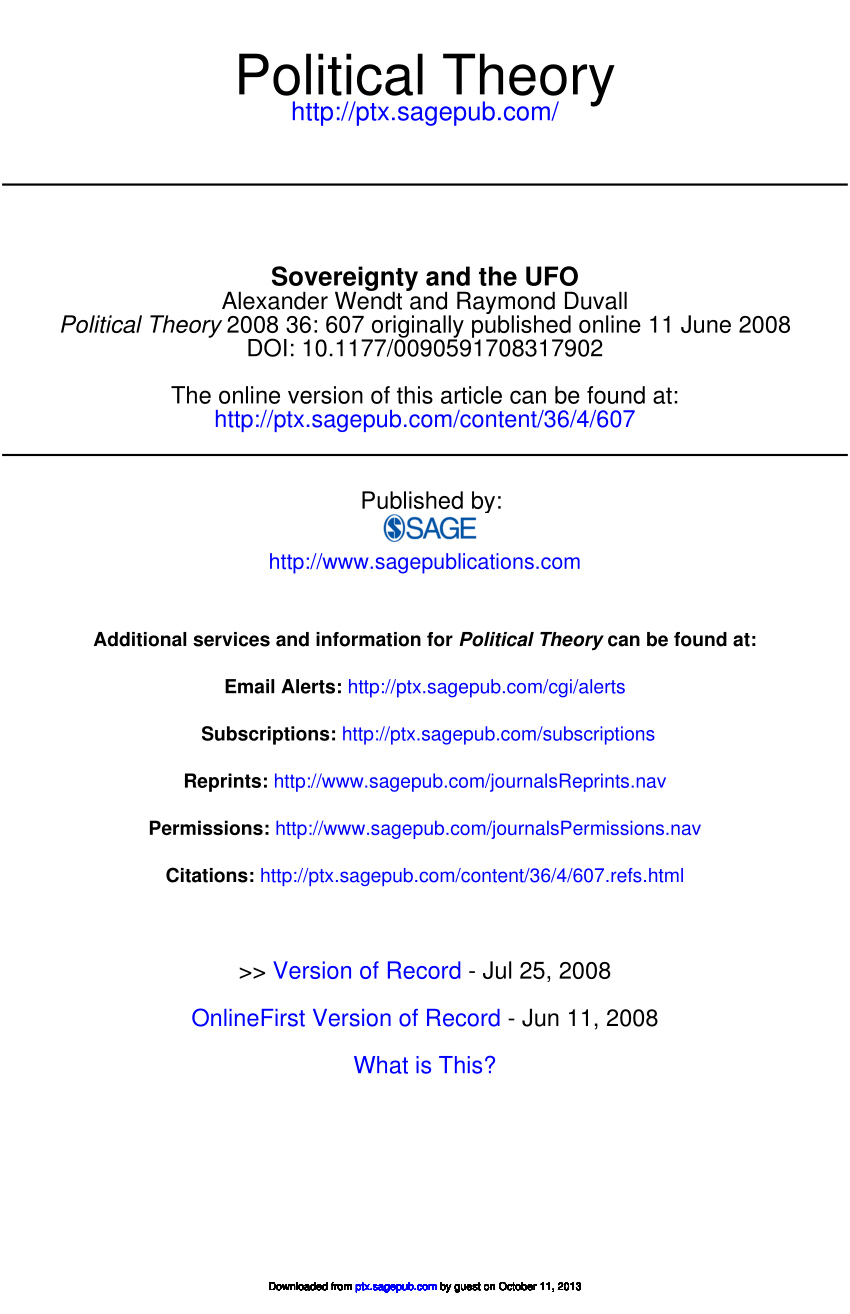 Political Theory
http://ptx.sagepub.com/
Sovereignty and the UFO
Alexander Wendt and Raymond Duvall
Political Theory 2008 36: 607 originally published online 11 June 2008
DOI: 10.1177/0090591708317902
The online version of this article can be found at:
http://ptx.sagepub.com/content/36/4/607
Published by:
SAGE
http://www.sagepublications.com
Additional services and information for Political Theory can be found at:
Email Alerts: http://ptx.sagepub.com/cgi/alerts
Subscriptions: http://ptx.sagepub.com/subscriptions
Reprints: http://www.sagepub.com/journalsReprints.nav
Permissions: http://www.sagepub.com/journalsPermissions.nav
Citations: http://ptx.sagepub.com/content/36/4/607.refs.html
>> Version of Record - Jul 25, 2008
OnlineFirst Version of Record - Jun 11, 2008
What is This?
Downloaded from ptx.sagepub.com by guest on October 11, 2013